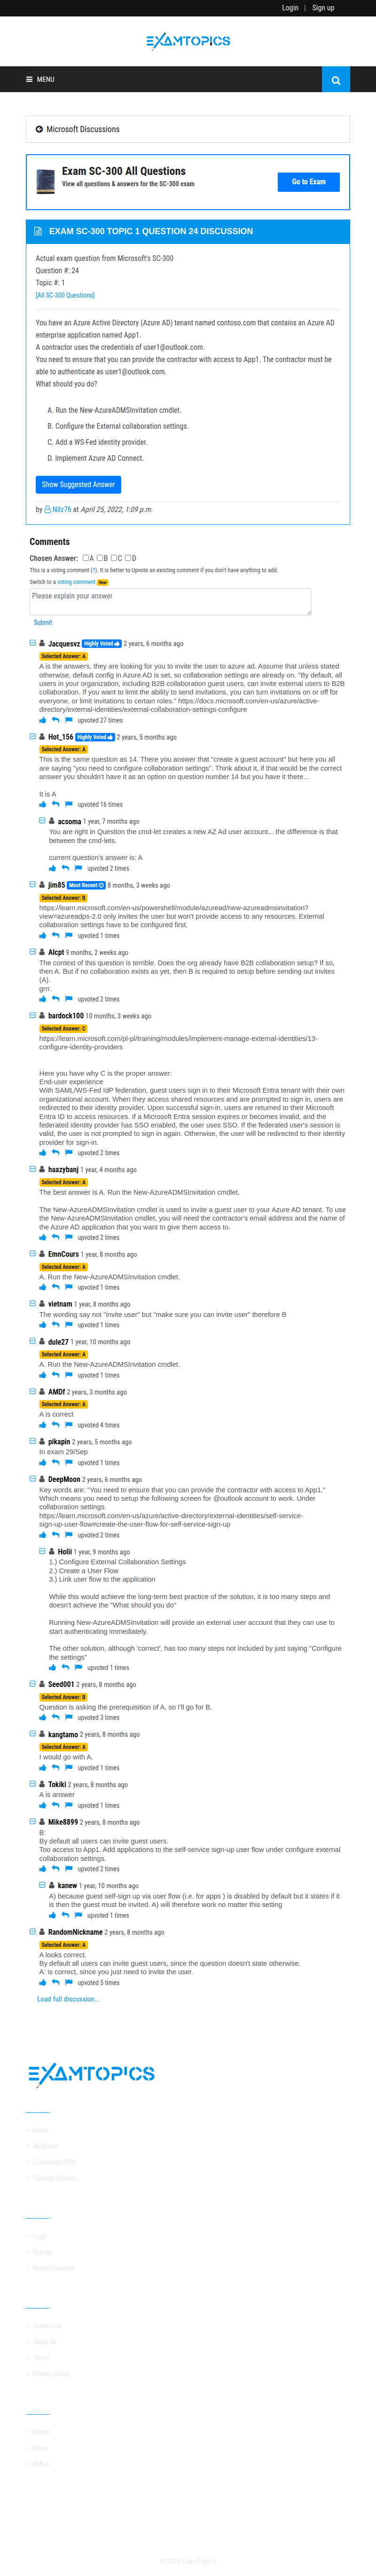 Login | Sign up
EXAMTOPICS
MENU
Microsoft Discussions
Exam SC-300 All Questions
View all questions & answers for the SC-300 exam
Go to Exam
EXAM SC-300 TOPIC 1 QUESTION 24 DISCUSSION
Actual exam question from Microsoft's SC-300
Question #: 24
Topic #: 1
[All SC-300 Questions]
You have an Azure Active Directory (Azure AD) tenant named contoso.com that contains an Azure AD
enterprise application named App1.
A contractor uses the credentials of user1@outlook.com.
You need to ensure that you can provide the contractor with access to App1. The contractor must be
able to authenticate as user1@outlook.com.
What should you do?
A. Run the New-AzureADMSInvitation cmdlet.
B. Configure the External collaboration settings.
C. Add a WS-Fed identity provider.
D. Implement Azure AD Connect.
Show Suggested Answer
by Nilz76 at April 25, 2022, 1:09 p.m.
Comments
Chosen Answer: A B C D
This is a voting comment (?). It is better to Upvote an existing comment if you don't have anything to add.
Switch to a voting comment New
Please explain your answer
Submit
Jacquesvz Highly Voted 2 years, 6 months ago
Selected Answer: A
A is the answers, they are looking for you to invite the user to azure ad. Assume that unless stated
otherwise, default config in Azure AD is set, so collaboration settings are already on. "By default, all
users in your organization, including B2B collaboration guest users, can invite external users to B2B
collaboration. If you want to limit the ability to send invitations, you can turn invitations on or off for
everyone, or limit invitations to certain roles." https://docs.microsoft.com/en-us/azure/active-
directory/external-identities/external-collaboration-settings-configure
upvoted 27 times
Hot_156 Highly Voted 2 years, 5 months ago
Selected Answer: A
This is the same question as 14. There you answer that "create a guest account" but here you are
saying "you need to configure collaboration settings". Think about it, if that would be the correct
answer you shouldn't have it as an option on question number 14 but you have it there...
It is A
upvoted 16 times
acsoma 1 year, 7 months ago
You are right in Question the cmd-let creates a new AZ Ad user account... the difference is that
between the cmd-lets.
current question's answer is: A
upvoted 2 times
jim85 Most Recent 8 months, 3 weeks ago
Selected Answer: B
https://learn.microsoft.com/en-us/powershell/module/azuread/new-azureadmsinvitation?
view=azureadps-2.0 only invites the user but won't provide access to any resources. External
collaboration settings have to be configured first.
upvoted 1 times
Alcpt 9 months, 2 weeks ago
The context of this question is terrible. Does the org already have B2B collaboration setup? If so,
then A. But if no collaboration exists as yet, then B is required to setup before sending out invites
(A).
grrr.
upvoted 2 times
bardock100 10 months, 3 weeks ago
Selected Answer: C
https://learn.microsoft.com/pl-pl/training/modules/implement-manage-external-identities/13-
configure-identity-providers
Here you have why C is the proper answer:
End-user experience
With SAML/WS-Fed IdP federation, guest users sign in to their Microsoft Entra tenant with their own
organizational account. When they access shared resources and are prompted to sign in, users are
redirected to their identity provider. Upon successful sign-in, users are returned to their Microsoft
Entra ID to access resources. If a Microsoft Entra session expires or becomes invalid, and the
federated identity provider has SSO enabled, the user uses SSO. If the federated user's session is
valid, the user is not prompted to sign in again. Otherwise, the user will be redirected to their identity
provider for sign-in.
upvoted 2 times
haazybanj 1 year, 4 months ago
Selected Answer: A
The best answer is A. Run the New-AzureADMSInvitation cmdlet.
The New-AzureADMSInvitation cmdlet is used to invite a guest user to your Azure AD tenant. To use
the New-AzureADMSInvitation cmdlet, you will need the contractor's email address and the name of
the Azure AD application that you want to give them access to.
upvoted 2 times
EmnCours 1 year, 8 months ago
Selected Answer: A
A. Run the New-AzureADMSInvitation cmdlet.
upvoted 1 times
vietnam 1 year, 8 months ago
The wording say not "invite user" but "make sure you can invite user" therefore B
upvoted 1 times
dule27 1 year, 10 months ago
Selected Answer: A
A. Run the New-AzureADMSInvitation cmdlet.
upvoted 1 times
AMDf 2 years, 3 months ago
Selected Answer: A
A is correct
upvoted 4 times
pikapin 2 years, 5 months ago
In exam 29/Sep
upvoted 1 times
DeepMoon 2 years, 6 months ago
Key words are: "You need to ensure that you can provide the contractor with access to App1."
Which means you need to setup the following screen for @outlook account to work. Under
collaboration settings.
https://learn.microsoft.com/en-us/azure/active-directory/external-identities/self-service-
sign-up-user-flow#create-the-user-flow-for-self-service-sign-up
upvoted 2 times
Holii 1 year, 9 months ago
1.) Configure External Collaboration Settings
2.) Create a User Flow
3.) Link user flow to the application
While this would achieve the long-term best practice of the solution, it is too many steps and
doesn't achieve the "What should you do"
Running New-AzureADMSInvitation will provide an external user account that they can use to
start authenticating immediately.
The other solution, although 'correct', has too many steps not included by just saying "Configure
the settings"
upvoted 1 times
Seed001 2 years, 8 months ago
Selected Answer: B
Question is asking the prerequisition of A, so I'll go for B.
upvoted 3 times
kangtamo 2 years, 8 months ago
Selected Answer: A
I would go with A.
upvoted 1 times
Tokiki 2 years, 8 months ago
A is answer
upvoted 1 times
Mike8899 2 years, 8 months ago
B:
By default all users can invite guest users.
Too access to App1. Add applications to the self-service sign-up user flow under configure external
collaboration settings.
upvoted 2 times
kanew 1 year, 10 months ago
A) because guest self-sign up via user flow (i.e. for apps ) is disabled by default but it states if it
is then the guest must be invited. A) will therefore work no matter this setting
upvoted 1 times
RandomNickname 2 years, 8 months ago
Selected Answer: A
A looks correct.
By default all users can invite guest users, since the question doesn't state otherwise.
A: is correct, since you just need to invite the user.
upvoted 5 times
Load full discussion...
EXAMTOPICS
Home
All Exams
Examtopics PRO
Training Courses
Login
Sign up
Reset Password
Contact Us
About Us
Terms
Privacy Policy
Forum
News
DMCA
© 2024 ExamTopics